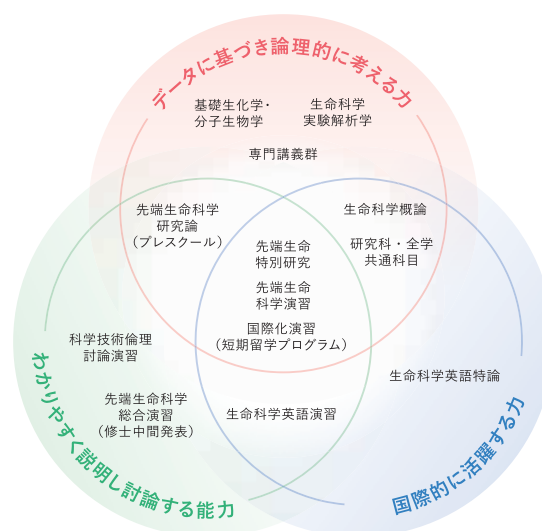 データに基づき論理的に考える力
基礎生化学・
分子生物学
生命科学
実験解析学
専門講義群
先端生命科学
研究論
（プレスクール）
生命科学概論
研究科・全学
共通科目
先端生命
特別研究
先端生命
科学演習
国際化演習
（短期留学プログラム）
科学技術倫理
討論演習
先端生命科学
総合演習
（修士中間発表）
生命科学英語演習
生命科学英語特論
わかりやすく説明し討論する能力
国際的に活躍する力